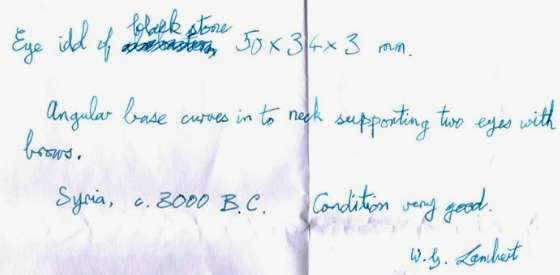 Eye idol of black stone 50 x 34 x 3 mm.
Angular base curves in to neck supporting two eyes with
brows.
Syria, c. 3000 B.C. Condition very good.
W.G. Lambert